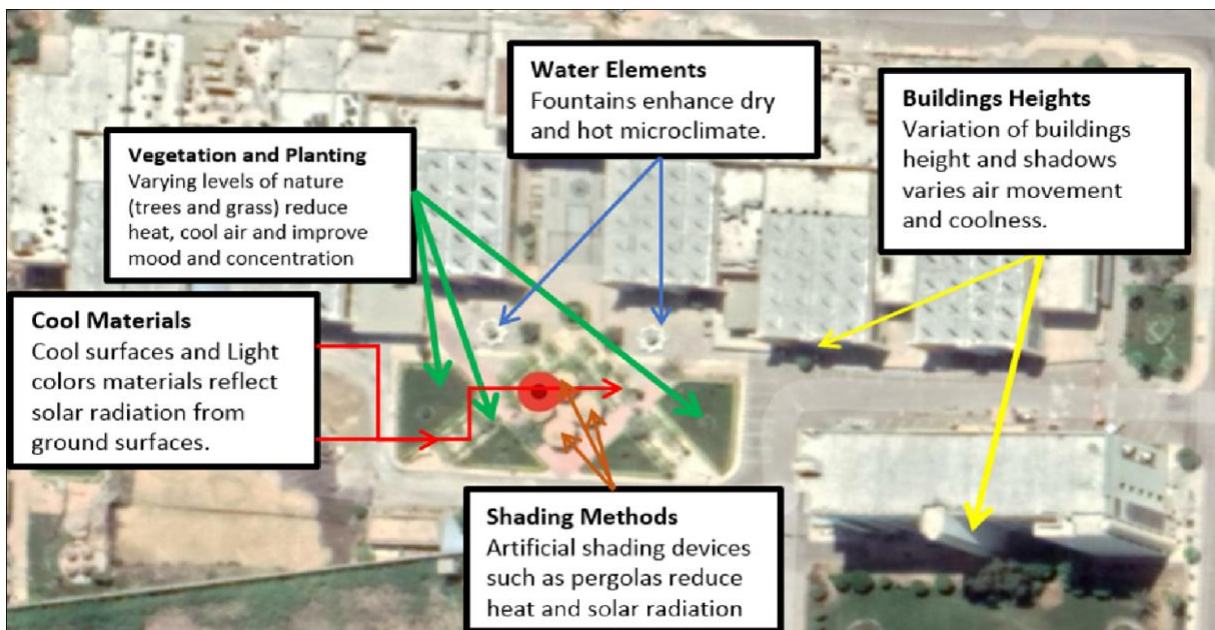 Water Elements
Fountains enhance dry
and hot microclimate.
Buildings Heights
Variation of buildings
height and shadows
varies air movement
and coolness.
Vegetation and Planting
Varying levels of nature
(trees and grass) reduce
heat, cool air and improve
mood and concentration
Cool Materials
Cool surfaces and Light
colors materials reflect
solar radiation from
ground surfaces.
Shading Methods
Artificial shading devices
such as pergolas reduce
heat and solar radiation